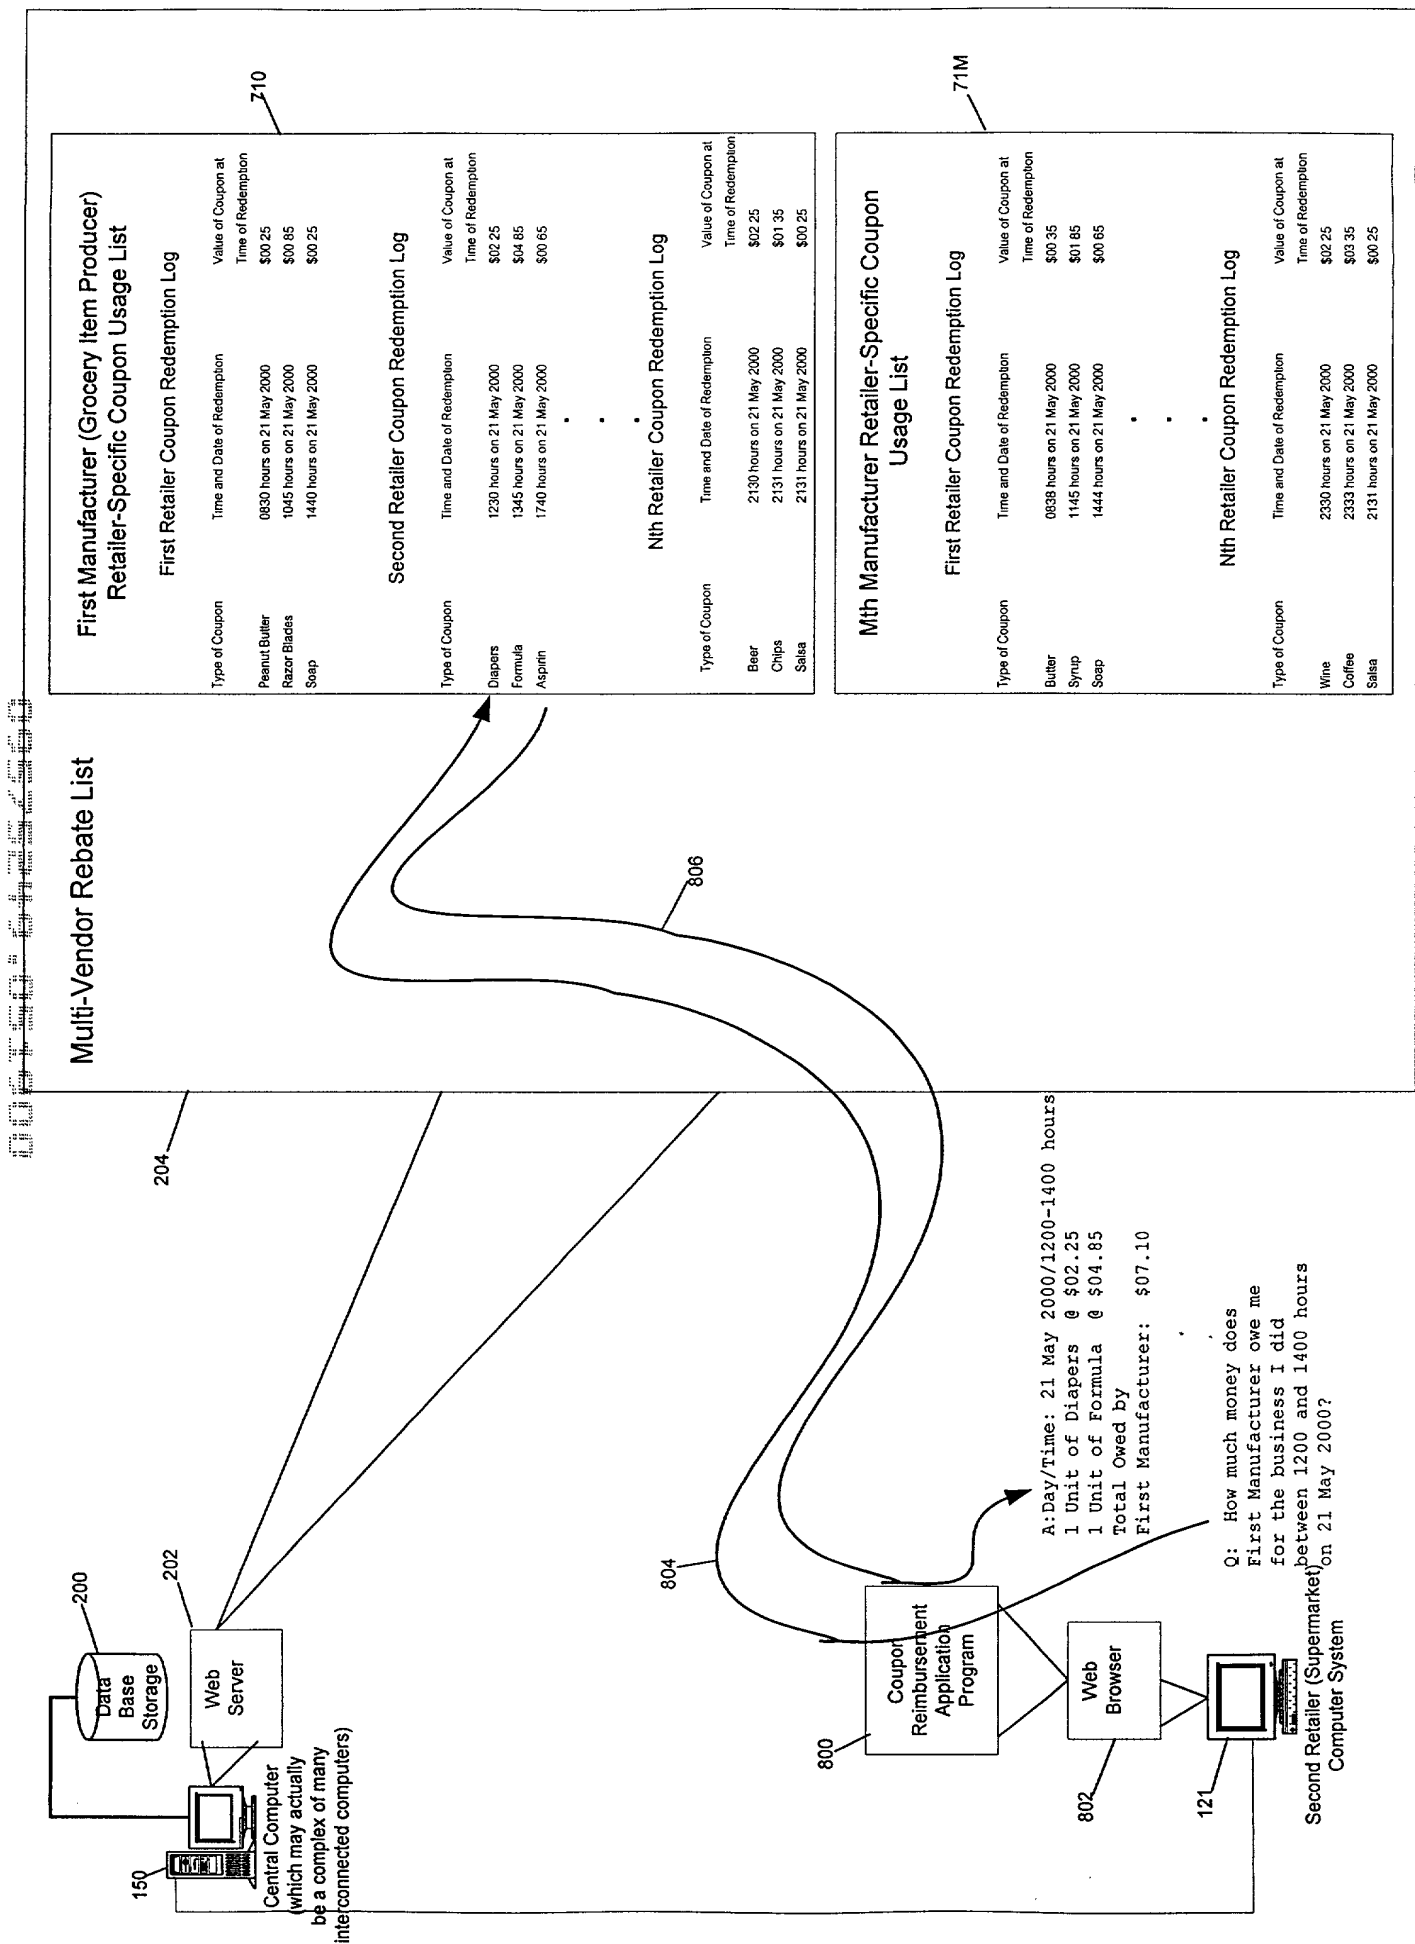 Multi-Vendor Rebate List
204
First Manufacturer (Grocery Item Producer)
Retailer-Specific Coupon Usage List
710
First Retailer Coupon Redemption Log
Type of Coupon Time and Date of Redemption Value of Coupon at
Time of Redemption
Peanut Butter 0830 hours on 21 May 2000 $00 25
Razor Blades 1045 hours on 21 May 2000 $00 85
Soap 1440 hours on 21 May 2000 $00 25
Second Retailer Coupon Redemption Log
Type of Coupon Time and Date of Redemption Value of Coupon at
Time of Redemption
Diapers 1230 hours on 21 May 2000 $02 25
Formula 1345 hours on 21 May 2000 $04 85
Aspirin 1740 hours on 21 May 2000 $00 65
Nth Retailer Coupon Redemption Log
Type of Coupon Time and Date of Redemption Value of Coupon at
Time of Redemption
Beer 2130 hours on 21 May 2000 $02 25
Chips 2131 hours on 21 May 2000 $01 35
Salsa 2131 hours on 21 May 2000 $00 25
Mth Manufacturer Retailer-Specific Coupon
Usage List
71M
First Retailer Coupon Redemption Log
Type of Coupon Time and Date of Redemption Value of Coupon at
Time of Redemption
Butter 0838 hours on 21 May 2000 $00 35
Syrup 1145 hours on 21 May 2000 $01 85
Soap 1444 hours on 21 May 2000 $00 65
Nth Retailer Coupon Redemption Log
Type of Coupon Time and Date of Redemption Value of Coupon at
Time of Redemption
Wine 2330 hours on 21 May 2000 $02 25
Coffee 2333 hours on 21 May 2000 $03 35
Salsa 2131 hours on 21 May 2000 $00 25
200
Data
Base
Storage
202
Web
Server
150
Central Computer
(which may actually
be a complex of many
interconnected computers)
804
806
800
Coupon
Reimbursement
Application
Program
802
Web
Browser
121
Second Retailer (Supermarket)
Computer System
A:Day/Time: 21 May 2000/1200-1400 hours
1 Unit of Diapers @ $02.25
1 Unit of Formula @ $04.85
Total Owed by
First Manufacturer: $07.10
Q: How much money does
First Manufacturer owe me
for the business I did
between 1200 and 1400 hours
on 21 May 2000?